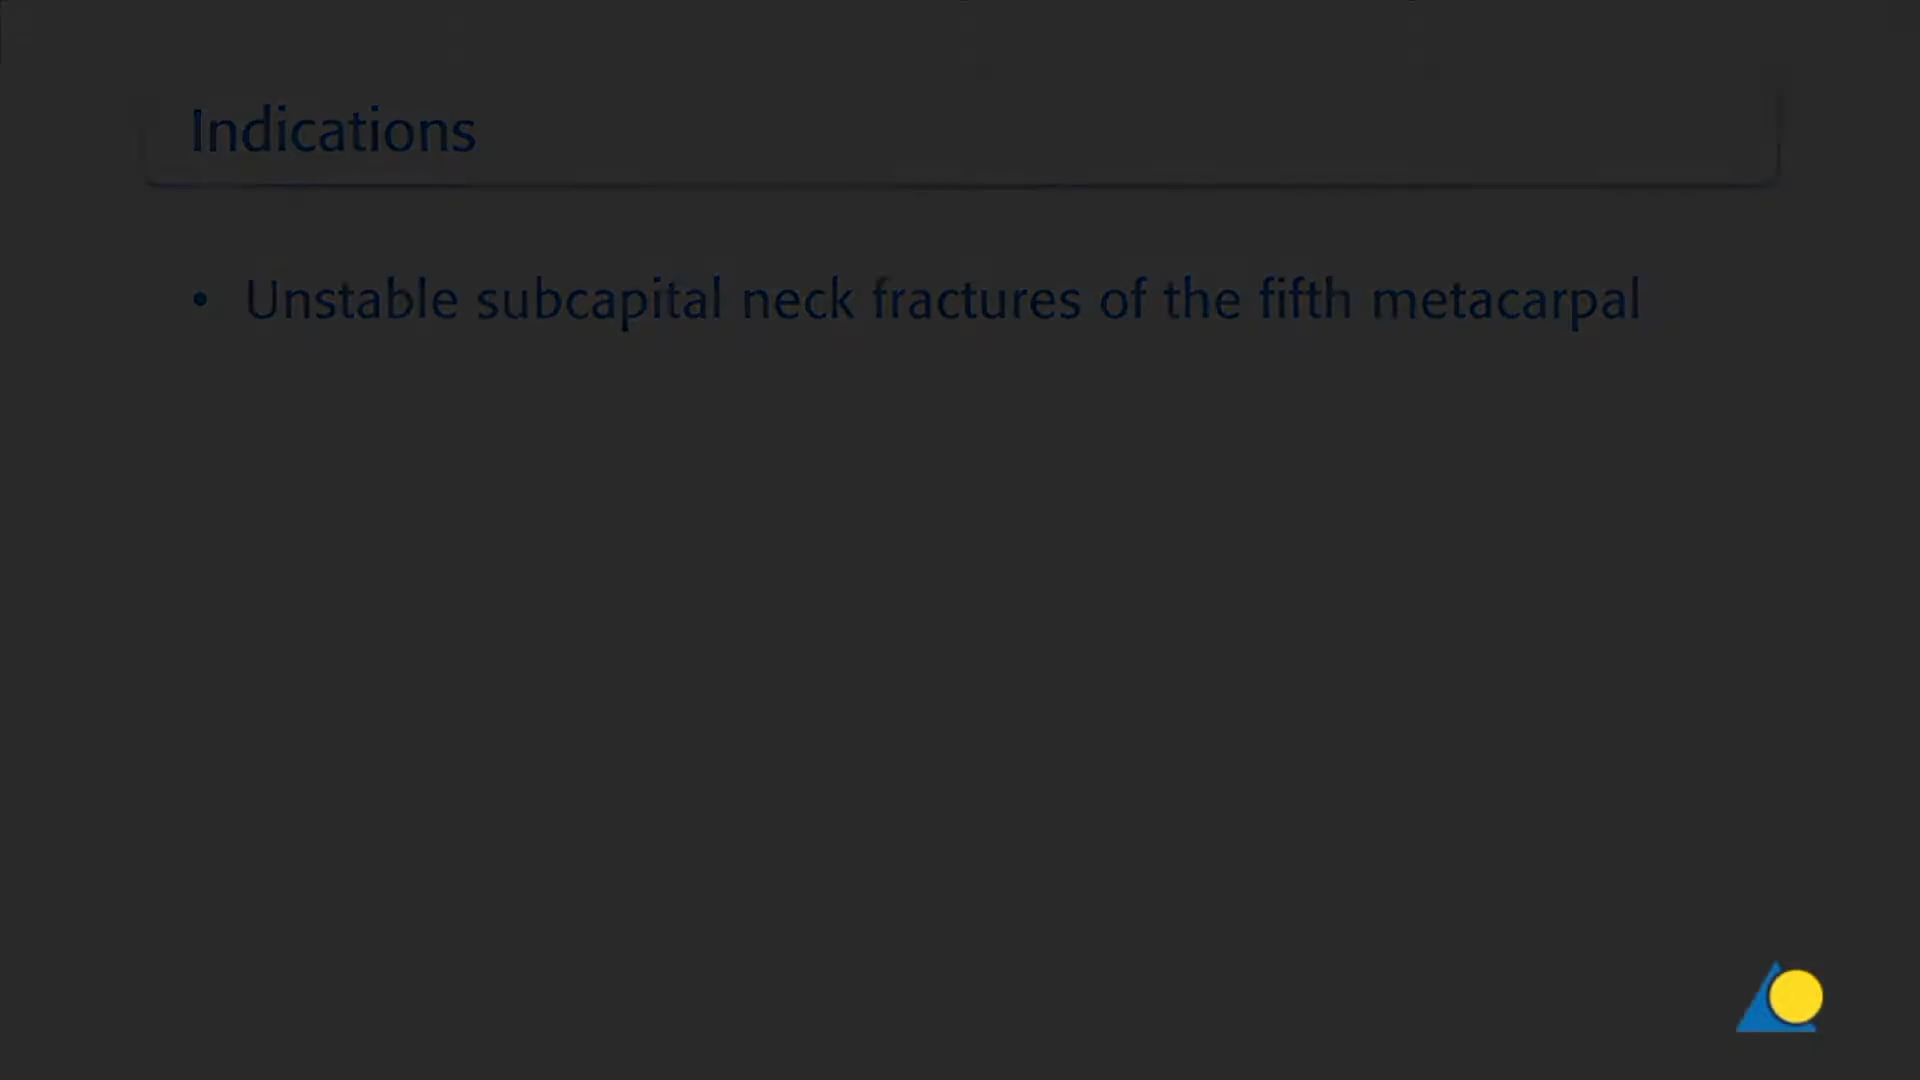 Indications
• Unstable subcapital neck fractures of the fifth metacarpal